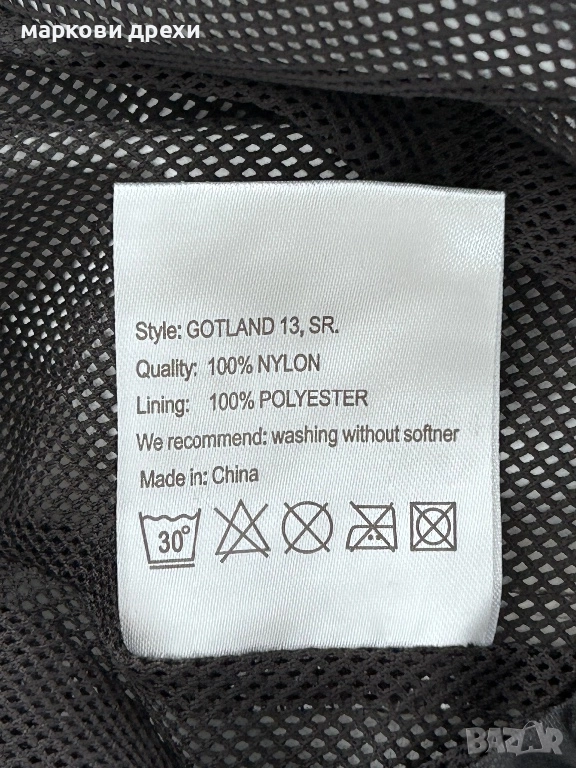 маркови дрехи
Style: GOTLAND 13, SR.
Quality: 100% NYLON
Lining: 100% POLYESTER
We recommend: washing without softner
Made in: China
30°
BAZAR